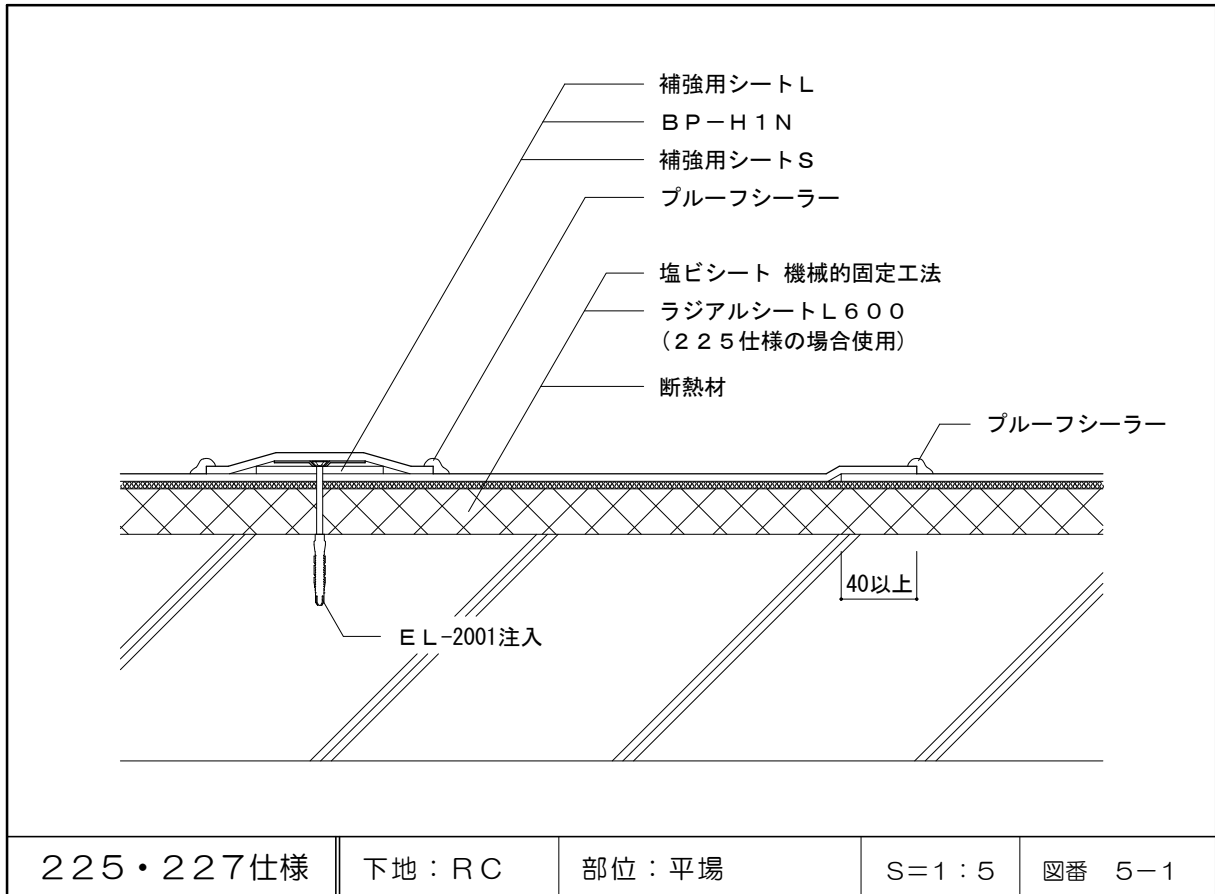 補強用シートL
BP-H1N
補強用シートS
プルーフシーラー
塩ビシート 機械的固定工法
ラジアルシートL600
(225仕様の場合使用)
断熱材
プルーフシーラー
40以上
EL-2001注入
225・227仕様
下地:RC
部位:平場
S=1:5
図番 5-1